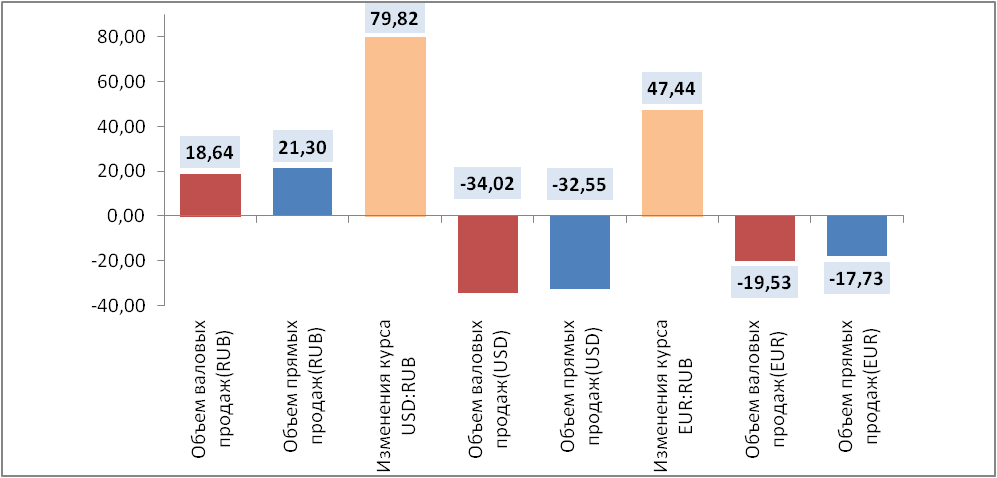 80,00
60,00
40,00
20,00
0,00
-20,00
-40,00
18,64
21,30
79,82
-34,02
-32,55
47,44
-19,53
-17,73
Объем валовых
продаж(RUB)
Объем прямых
продаж(RUB)
Изменения курса
USD:RUB
Объем валовых
продаж(USD)
Объем прямых
продаж(USD)
Изменения курса
EUR:RUB
Объем валовых
продаж(EUR)
Объем прямых
продаж(EUR)